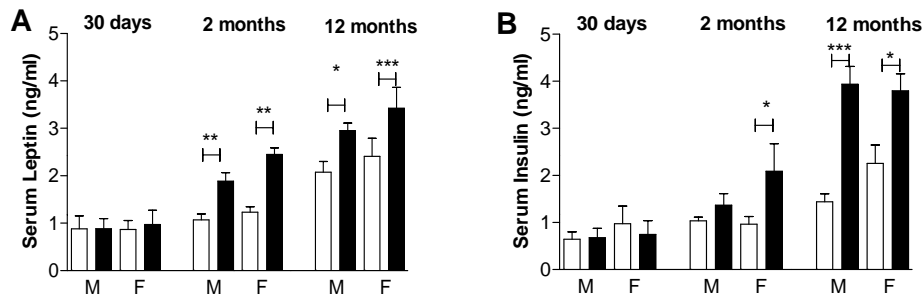 A
30 days
2 months
12 months
Serum Leptin (ng/ml)
5
4
3
2
1
0
**
**
*
***
M
F
M
F
M
F
B
30 days
2 months
12 months
Serum Insulin (ng/ml)
5
4
3
2
1
0
*
***
*
M
F
M
F
M
F